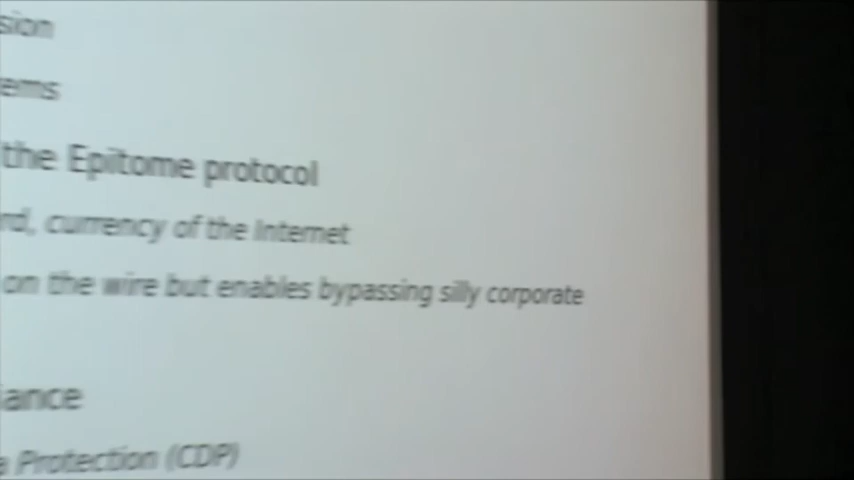 sion
ems
the Epitome protocol
rd, currency of the Internet
on the wire but enables bypassing silly corporate
iance
a Protection (CDP)